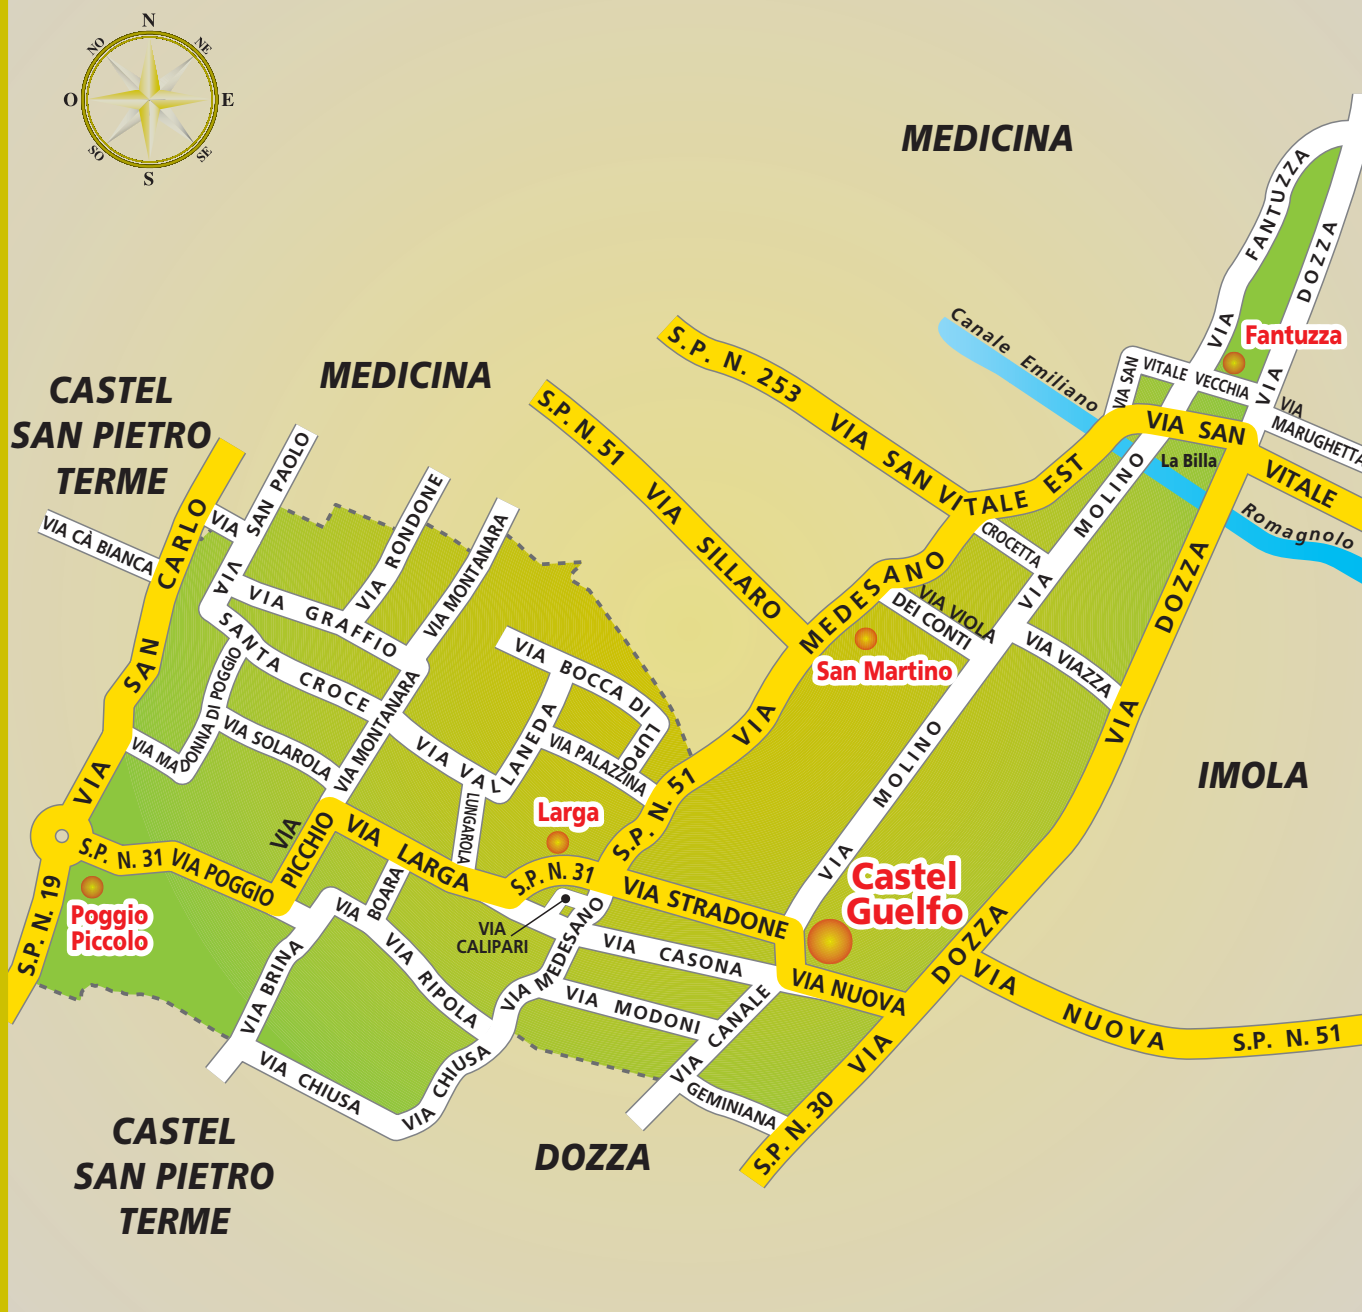 N
NO
NE
O
E
SO
SE
S
MEDICINA
MEDICINA
CASTEL
SAN PIETRO
TERME
VIA FANTUZZA
VIA DOZZA
Fantuzza
Canale Emiliano
Romagnolo
VIA SAN
VITALE VECCHIA
VIA
MARUGHETTA
S.P. N. 253 VIA SAN VITALE EST
VIA SAN
VITALE
La Billa
S.P. N. 51 VIA SILLARO
VIA MOLINO
CROCETTA
VIA MEDESANO
VIA VIOLA
DEI CONTI
San Martino
VIA VIAZZA
VIA DOZZA
VIA MOLINO
IMOLA
VIA CÀ BIANCA
VIA SAN CARLO
VIA
VIA SAN PAOLO
VIA RONDONE
VIA MONTANARA
VIA GRAFFIO
SANTA CROCE
VIA MADONNA DI POGGIO
VIA SOLAROLA
VIA MONTANARA
VIA VALLANEDA
VIA BOCCA DI LUPO
VIA PALAZZINA
LUNGAROLA
Larga
S.P. N. 51
S.P. N. 19
S.P. N. 31 VIA POGGIO
VIA
PICCHIO
VIA LARGA
S.P. N. 31
VIA STRADONE
Poggio
Piccolo
Castel
Guelfo
VIA
BOARA
VIA
CALIPARI
VIA MEDESANO
VIA CASONA
VIA NUOVA
VIA RIPOLA
VIA BRINA
VIA MODONI
VIA CANALE
VIA CHIUSA
VIA CHIUSA
GEMINIANA
S.P. N. 30 VIA DOZZA
VIA NUOVA S.P. N. 51
CASTEL
SAN PIETRO
TERME
DOZZA